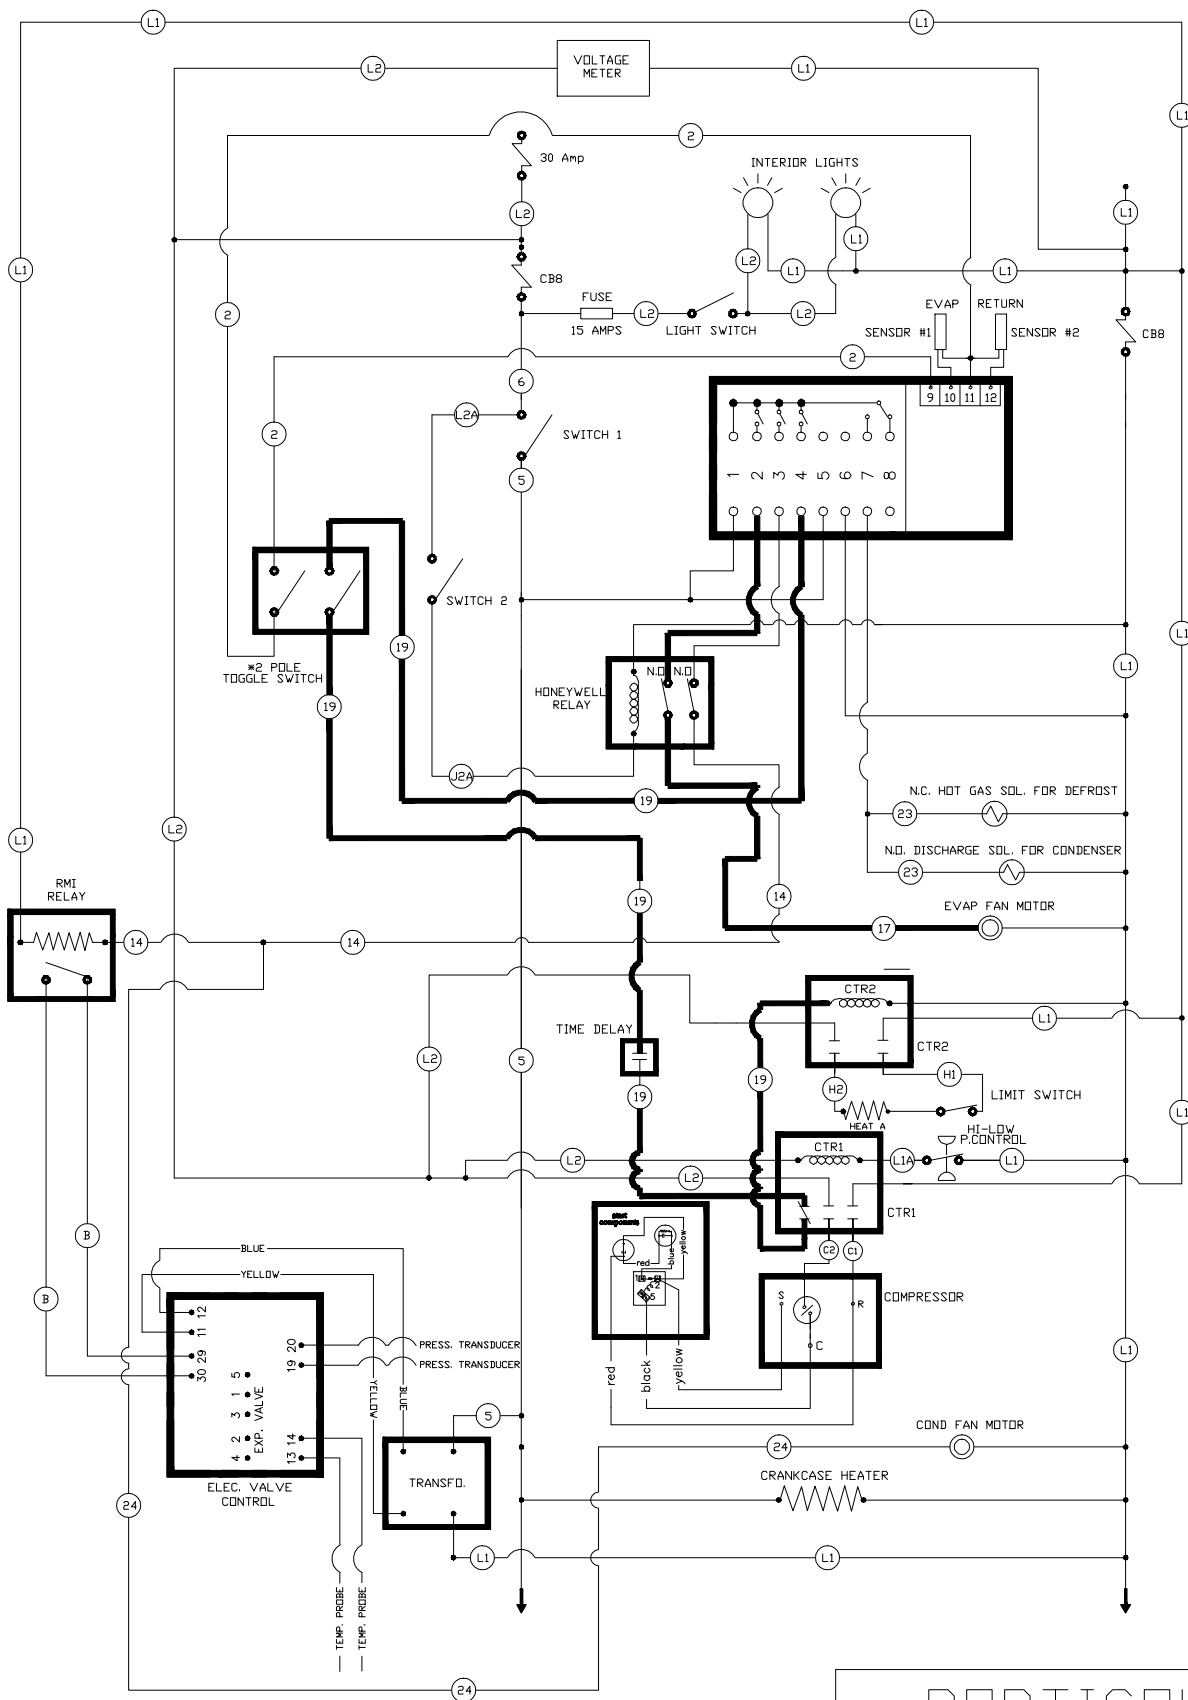 L1
L1
L2
VOLTAGE
METER
L1
L1
2
30 Amp
INTERIOR LIGHTS
L2
L1
L1
L2
L1
L1
L1
CB8
2
FUSE
15 AMPS
L2
LIGHT SWITCH
L2
EVAP
RETURN
SENSOR #1
SENSOR #2
CB8
2
6
9
10
11
12
L2A
SWITCH 1
2
5
1
2
3
4
5
6
7
8
SWITCH 2
19
*2 POLE
TOGGLE SWITCH
L1
L1
N.O
N.O
HONEYWELL
RELAY
19
J2A
19
N.C. HOT GAS SOL. FOR DEFROST
23
L2
L1
N.O. DISCHARGE SOL. FOR CONDENSER
23
RMI
RELAY
19
14
EVAP FAN MOTOR
17
14
14
CTR2
L1
TIME DELAY
CTR2
L2
5
19
19
H2
H1
LIMIT SWITCH
HEAT A
L1
HI-LOW
P.CONTROL
CTR1
L2
L1A
L1
L2
CTR1
start
components
yellow
blue
red
1
2
5
C2
C1
B
BLUE
YELLOW
B
COMPRESSOR
S
R
C
12
11
29
30
20
19
PRESS. TRANSDUCER
PRESS. TRANSDUCER
L1
5
1
3
2
4
EXP. VALVE
14
13
YELLOW
BLUE
red
black
yellow
5
COND FAN MOTOR
24
TRANSFO.
CRANKCASE HEATER
ELEC. VALVE
CONTROL
24
L1
L1
TEMP. PROBE
TEMP. PROBE
24